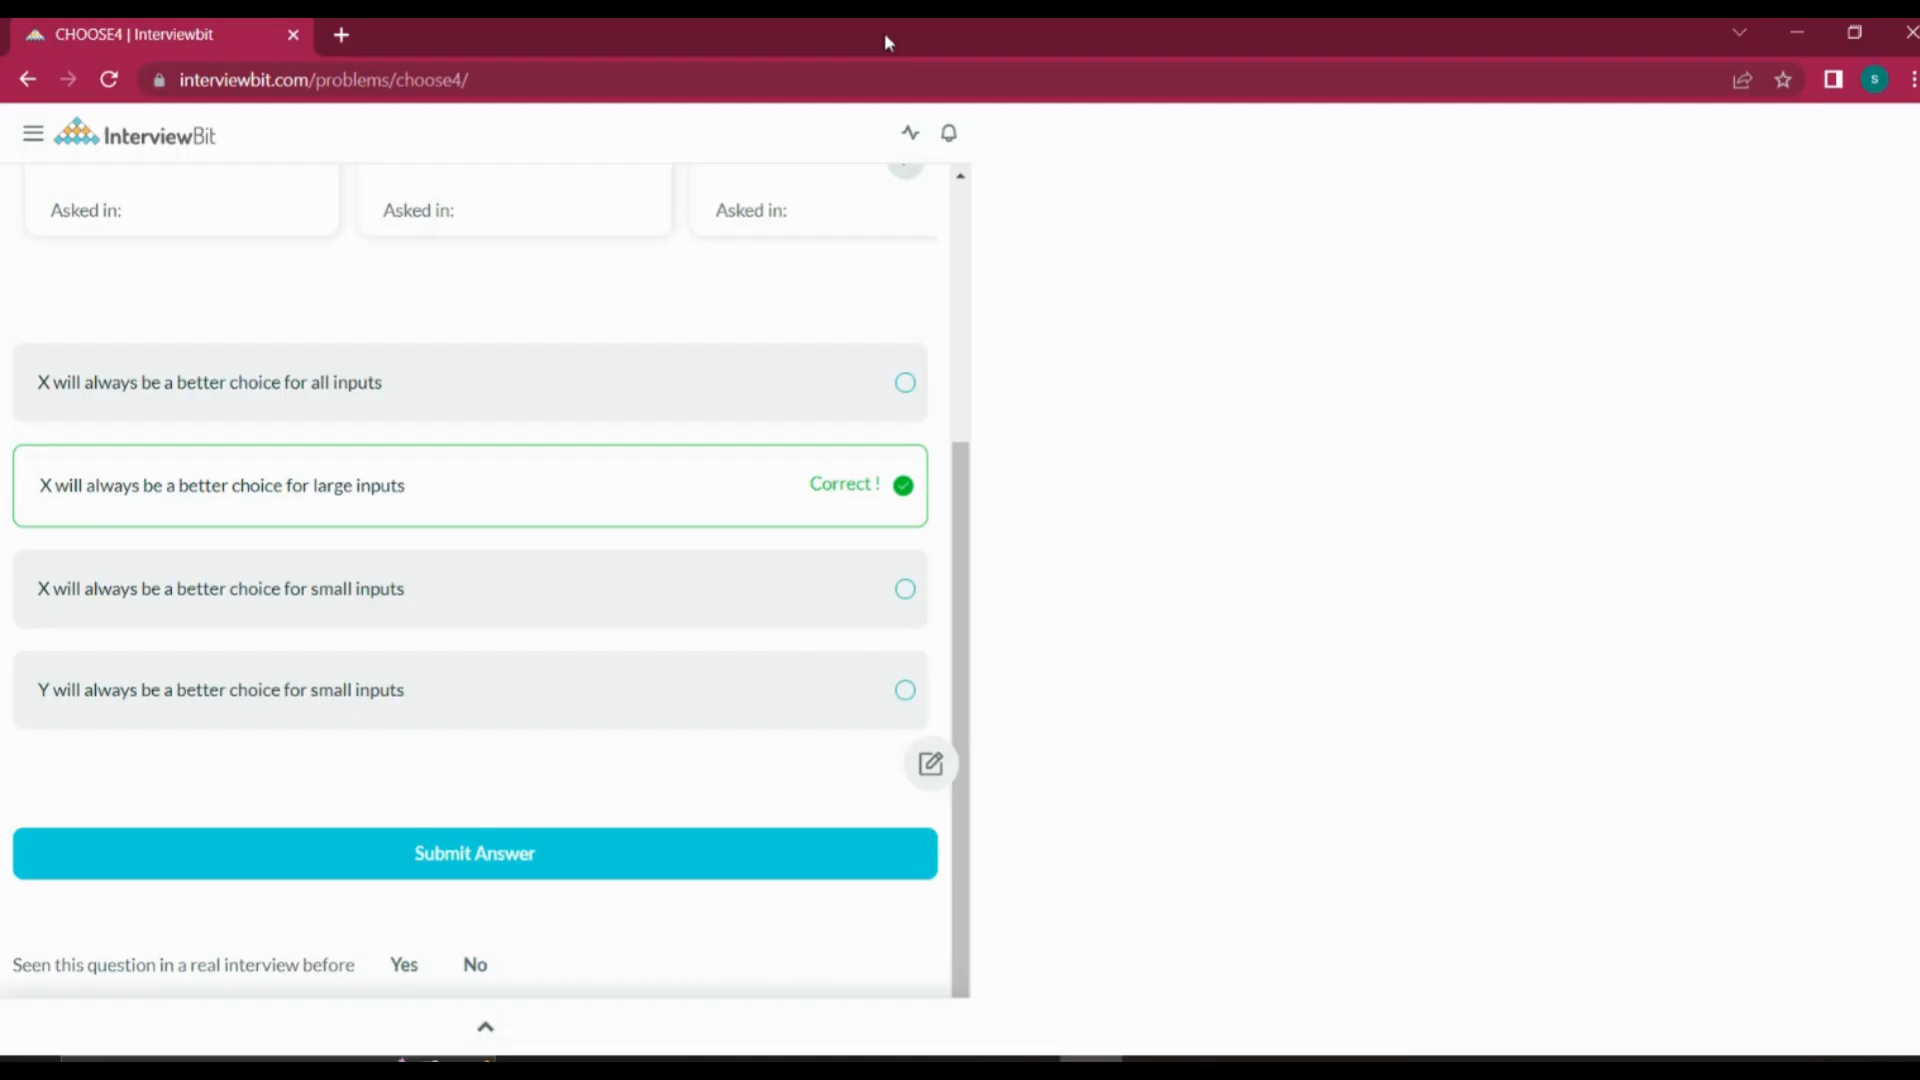 CHOOSE4 | Interviewbit
interviewbit.com/problems/choose4/
S
InterviewBit
Asked in: Asked in: Asked in:
X will always be a better choice for all inputs
X will always be a better choice for large inputs Correct !
X will always be a better choice for small inputs
Y will always be a better choice for small inputs
Submit Answer
Seen this question in a real interview before Yes No